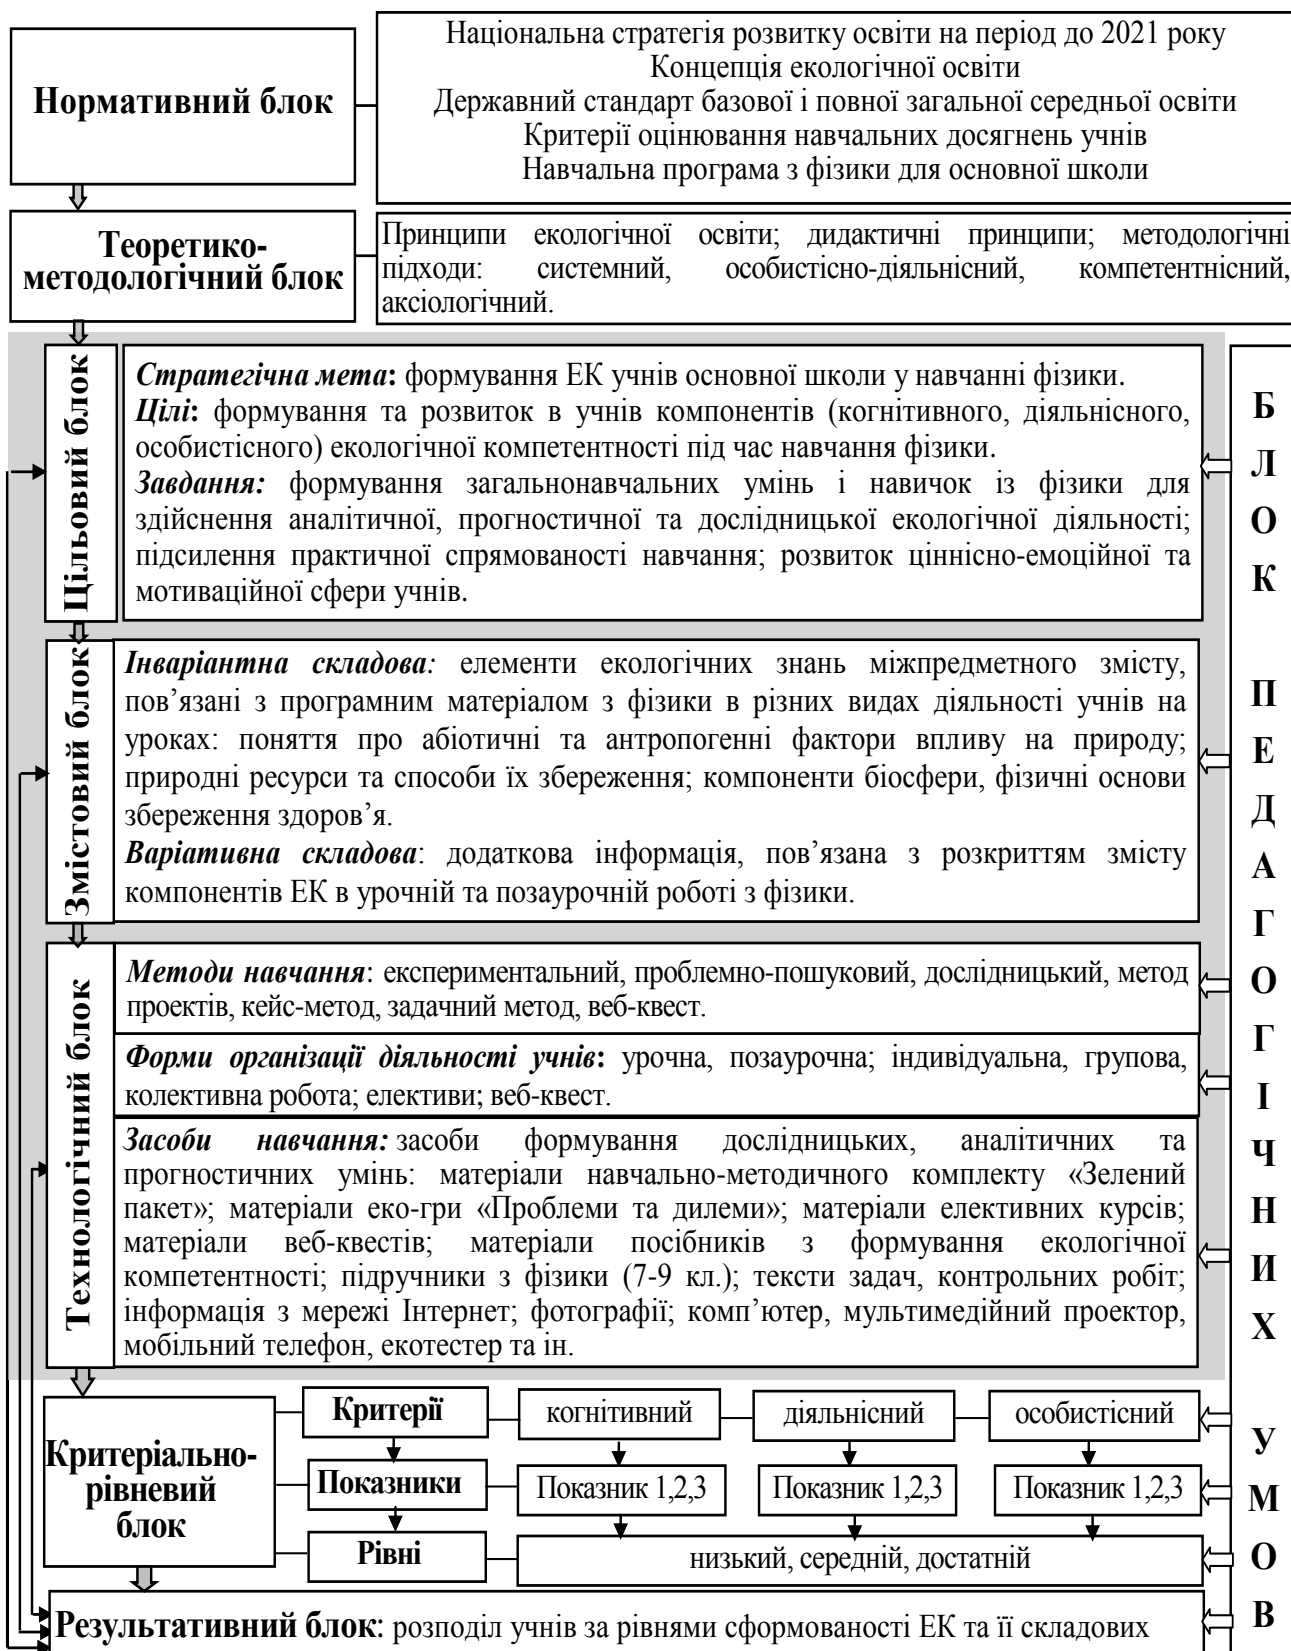 Нормативний блок
Національна стратегія розвитку освіти на період до 2021 року
Концепція екологічної освіти
Державний стандарт базової і повної загальної середньої освіти
Критерії оцінювання навчальних досягнень учнів
Навчальна програма з фізики для основної школи
Теоретико-
методологічний блок
Принципи екологічної освіти; дидактичні принципи; методологічні
підходи: системний, особистісно-діяльнісний, компетентнісний,
аксіологічний.
Цільовий блок
Стратегічна мета: формування ЕК учнів основної школи у навчанні фізики.
Цілі: формування та розвиток в учнів компонентів (когнітивного, діяльнісного,
особистісного) екологічної компетентності під час навчання фізики.
Завдання: формування загальнонавчальних умінь і навичок із фізики для
здійснення аналітичної, прогностичної та дослідницької екологічної діяльності;
підсилення практичної спрямованості навчання; розвиток ціннісно-емоційної та
мотиваційної сфери учнів.
Змістовий блок
Інваріантна складова: елементи екологічних знань міжпредметного змісту,
пов’язані з програмним матеріалом з фізики в різних видах діяльності учнів на
уроках: поняття про абіотичні та антропогенні фактори впливу на природу;
природні ресурси та способи їх збереження; компоненти біосфери, фізичні основи
збереження здоров’я.
Варіативна складова: додаткова інформація, пов’язана з розкриттям змісту
компонентів ЕК в урочній та позаурочній роботі з фізики.
Технологічний блок
Методи навчання: експериментальний, проблемно-пошуковий, дослідницький, метод
проектів, кейс-метод, задачний метод, веб-квест.
Форми організації діяльності учнів: урочна, позаурочна; індивідуальна, групова,
колективна робота; елективи; веб-квест.
Засоби навчання: засоби формування дослідницьких, аналітичних та
прогностичних умінь: матеріали навчально-методичного комплекту «Зелений
пакет»; матеріали еко-гри «Проблеми та дилеми»; матеріали елективних курсів;
матеріали веб-квестів; матеріали посібників з формування екологічної
компетентності; підручники з фізики (7-9 кл.); тексти задач, контрольних робіт;
інформація з мережі Інтернет; фотографії; комп’ютер, мультимедійний проектор,
мобільний телефон, екотестер та ін.
Критеріально-
рівневий
блок
Критерії
когнітивний
діяльнісний
особистісний
Показники
Показник 1,2,3
Показник 1,2,3
Показник 1,2,3
Рівні
низький, середній, достатній
Результативний блок: розподіл учнів за рівнями сформованості ЕК та її складових
БЛОК ПЕДАГОГІЧНИХ УМОВ